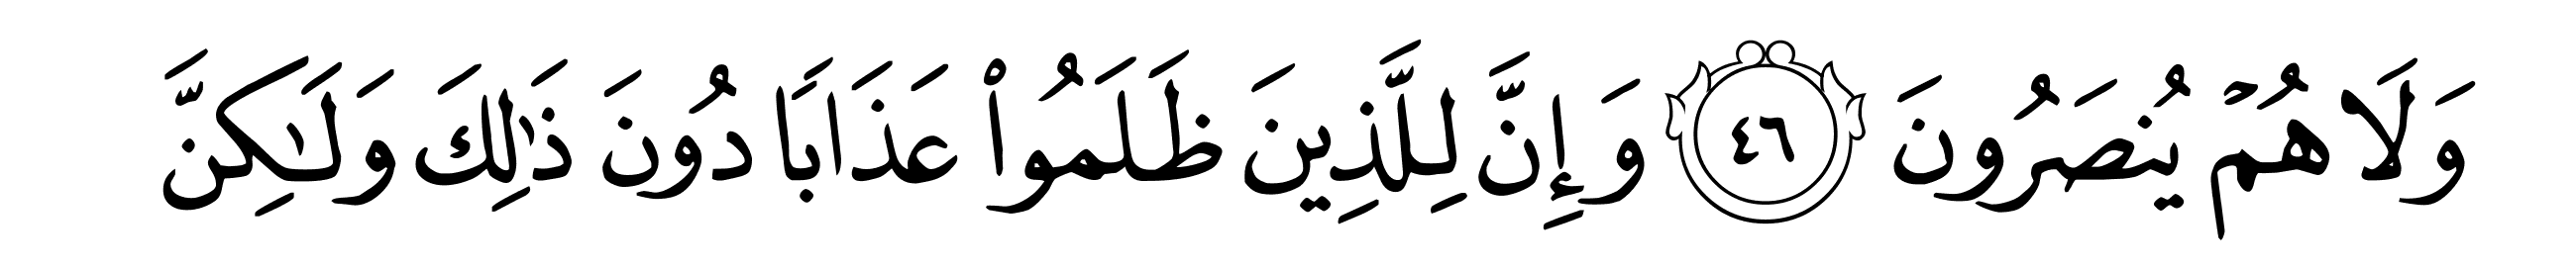 وَلَا هُمْ يُنصَرُونَ ٤٦ وَإِنَّ لِلَّذِينَ ظَلَمُوا۟ عَذَابًا دُونَ ذَٰلِكَ وَلَـٰكِنَّ